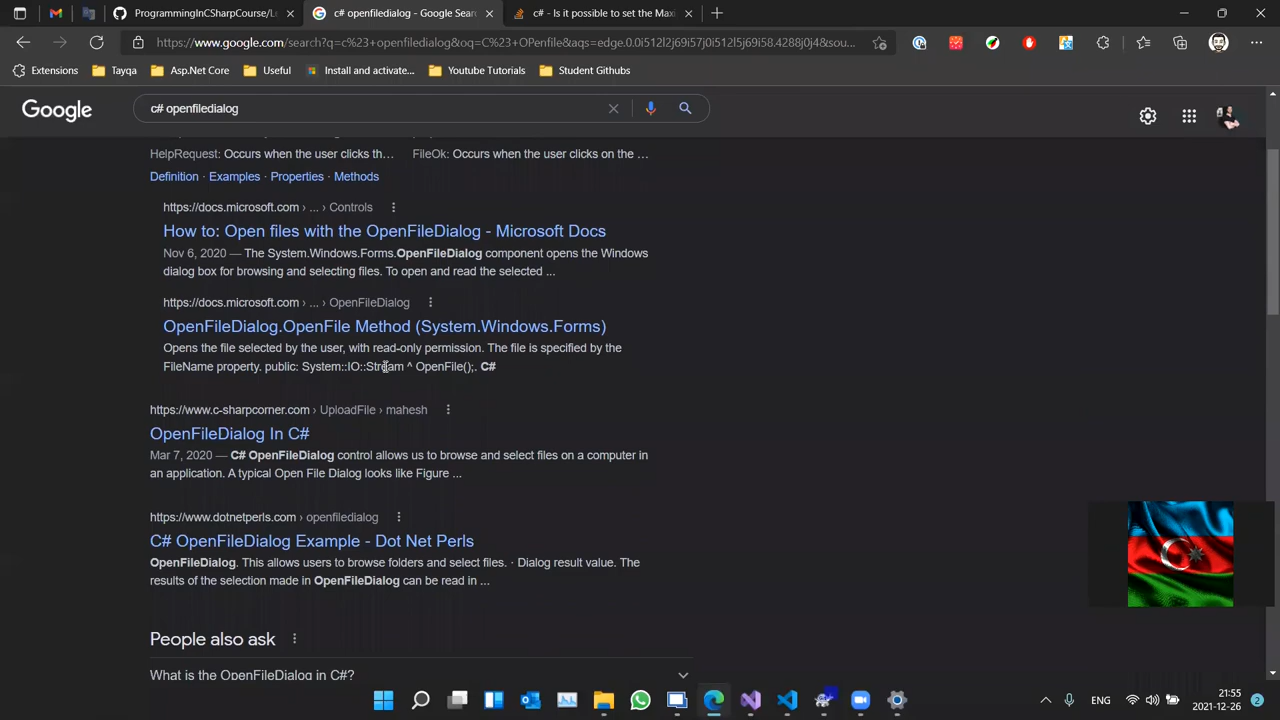 ProgrammingInCSharpCourse/Le
c# openfiledialog - Google Searc
c# - Is it possible to set the Maxi
https://www.google.com/search?q=c%23+openfiledialog&oq=C%23+OPenfile&aqs=edge.0.0i512l2j69i57j0i512l5j69i58.4288j0j4&sou...
Extensions
Tayqa
Asp.Net Core
Useful
Install and activate...
Youtube Tutorials
Student Githubs
Google
c# openfiledialog
HelpRequest: Occurs when the user clicks th… FileOk: Occurs when the user clicks on the ...
Definition · Examples · Properties · Methods
https://docs.microsoft.com › ... › Controls
How to: Open files with the OpenFileDialog - Microsoft Docs
Nov 6, 2020 — The System.Windows.Forms.OpenFileDialog component opens the Windows
dialog box for browsing and selecting files. To open and read the selected ...
https://docs.microsoft.com › ... › OpenFileDialog
OpenFileDialog.OpenFile Method (System.Windows.Forms)
Opens the file selected by the user, with read-only permission. The file is specified by the
FileName property. public: System::IO::Stream ^ OpenFile();. C#
https://www.c-sharpcorner.com › UploadFile › mahesh
OpenFileDialog In C#
Mar 7, 2020 — C# OpenFileDialog control allows us to browse and select files on a computer in
an application. A typical Open File Dialog looks like Figure ...
https://www.dotnetperls.com › openfiledialog
C# OpenFileDialog Example - Dot Net Perls
OpenFileDialog. This allows users to browse folders and select files. · Dialog result value. The
results of the selection made in OpenFileDialog can be read in ...
People also ask
What is the OpenFileDialog in C#?
ENG
21:55
2021-12-26
2